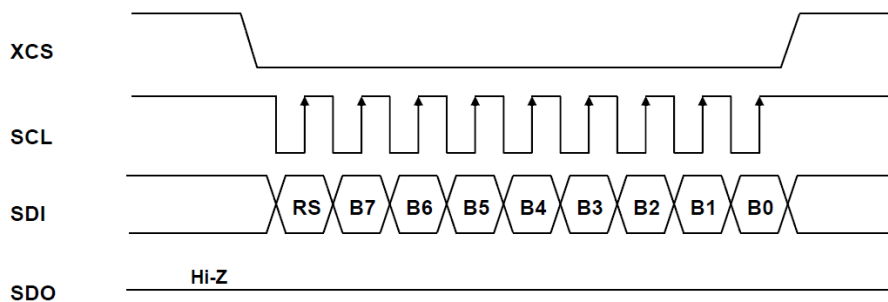 XCS
SCL
SDI RS B7 B6 B5 B4 B3 B2 B1 B0
Hi-Z
SDO